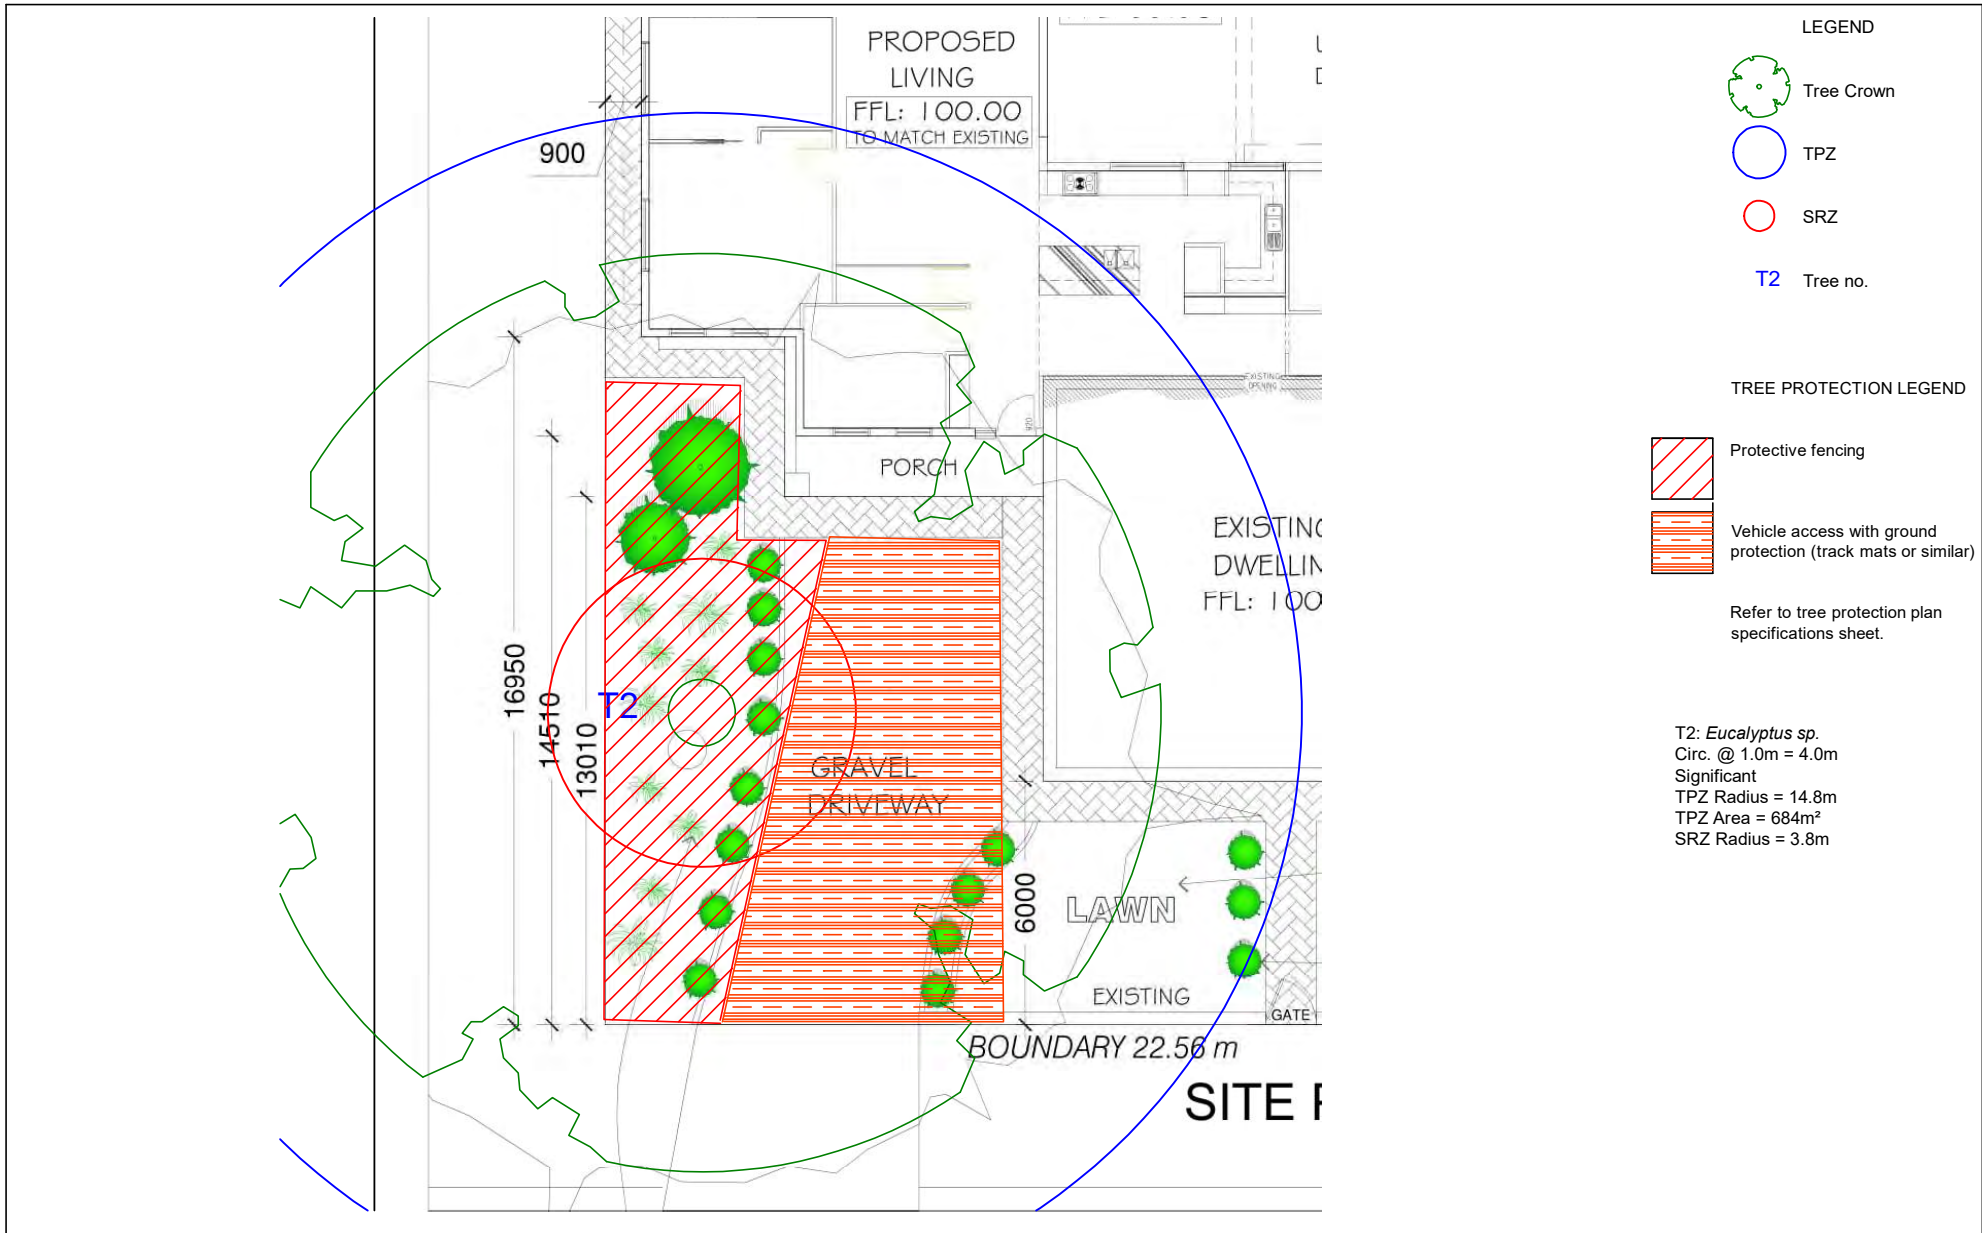 PROPOSED
LIVING
FFL: 100.00
TO MATCH EXISTING
900
EXISTING
OPENING
920
PORCH
EXISTING
DWELLIN
FFL: 100
16950
14510
13010
T2
GRAVEL
DRIVEWAY
6000
LAWN
EXISTING
GATE
BOUNDARY 22.56 m
SITE
LEGEND
Tree Crown
TPZ
SRZ
T2 Tree no.
TREE PROTECTION LEGEND
Protective fencing
Vehicle access with ground
protection (track mats or similar)
Refer to tree protection plan
specifications sheet.
T2: Eucalyptus sp.
Circ. @ 1.0m = 4.0m
Significant
TPZ Radius = 14.8m
TPZ Area = 684m²
SRZ Radius = 3.8m